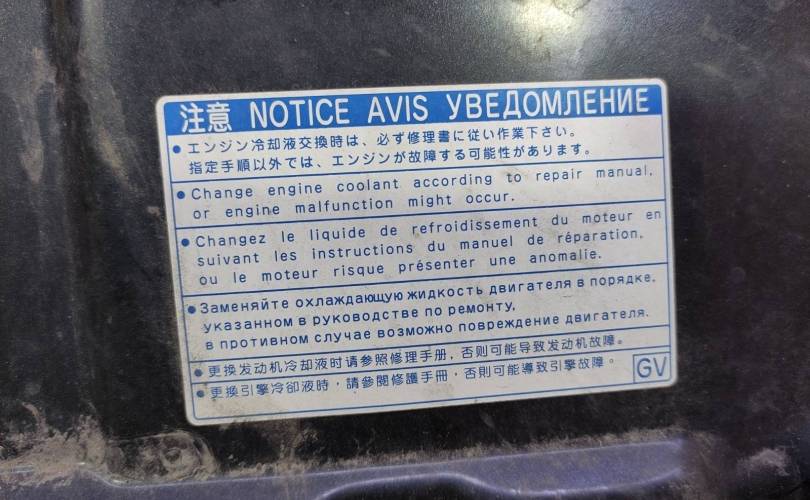 注意 NOTICE AVIS УВЕДОМЛЕНИЕ
• エンジン冷却液交換時は、必ず修理書に従い作業下さい。
指定手順以外では、エンジンが故障する可能性があります。
• Change engine coolant according to repair manual,
or engine malfunction might occur.
• Changez le liquide de refroidissement du moteur en
suivant les instructions du manuel de réparation,
ou le moteur risque présenter une anomalie.
• Заменяйте охлаждающую жидкость двигателя в порядке,
указанном в руководстве по ремонту,
в противном случае возможно повреждение двигателя.
• 更换发动机冷却液时请参照修理手册，否则可能导致发动机故障。
• 更換引擎冷卻液時，請參閱修護手冊，否則可能導致引擎故障。
GV